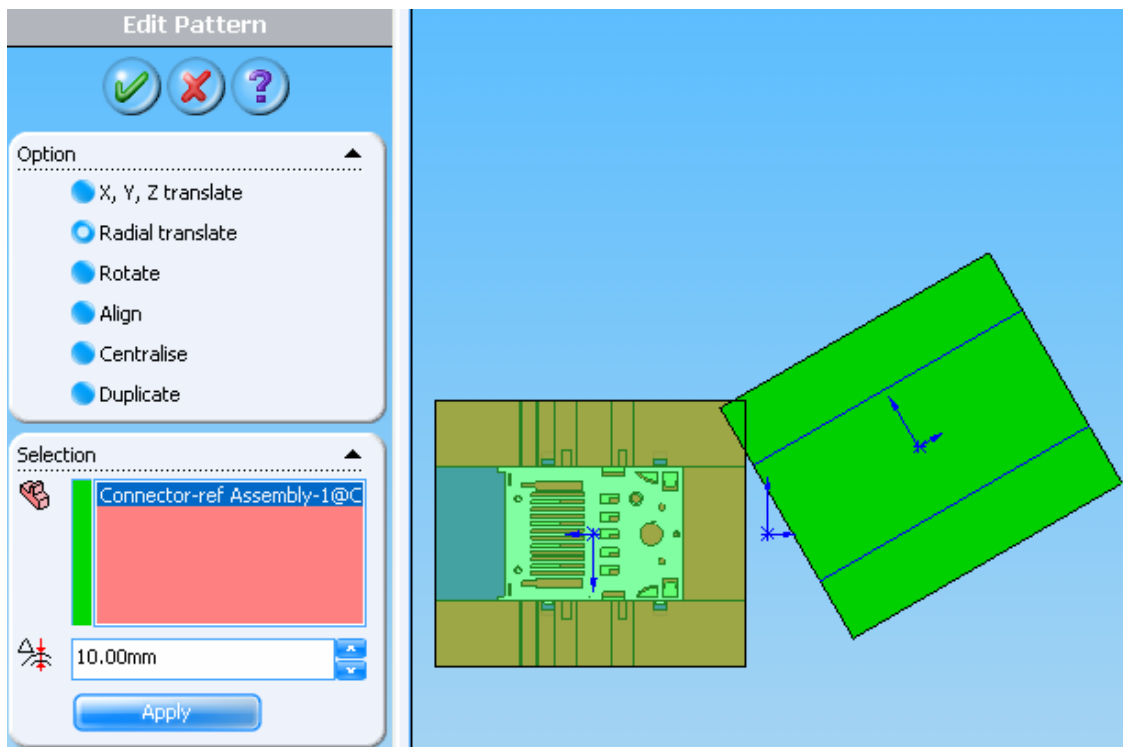 Edit Pattern
?
Option
X, Y, Z translate
Radial translate
Rotate
Align
Centralise
Duplicate
Selection
Connector-ref Assembly-1@C
10.00mm
Apply